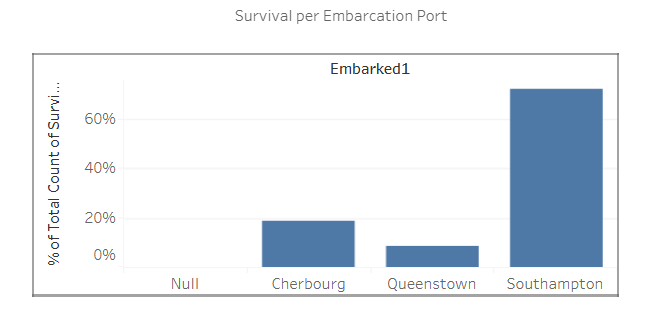 Survival per Embarcation Port
Embarked1
% of Total Count of Survi...
60%
40%
20%
0%
Null
Cherbourg
Queenstown
Southampton